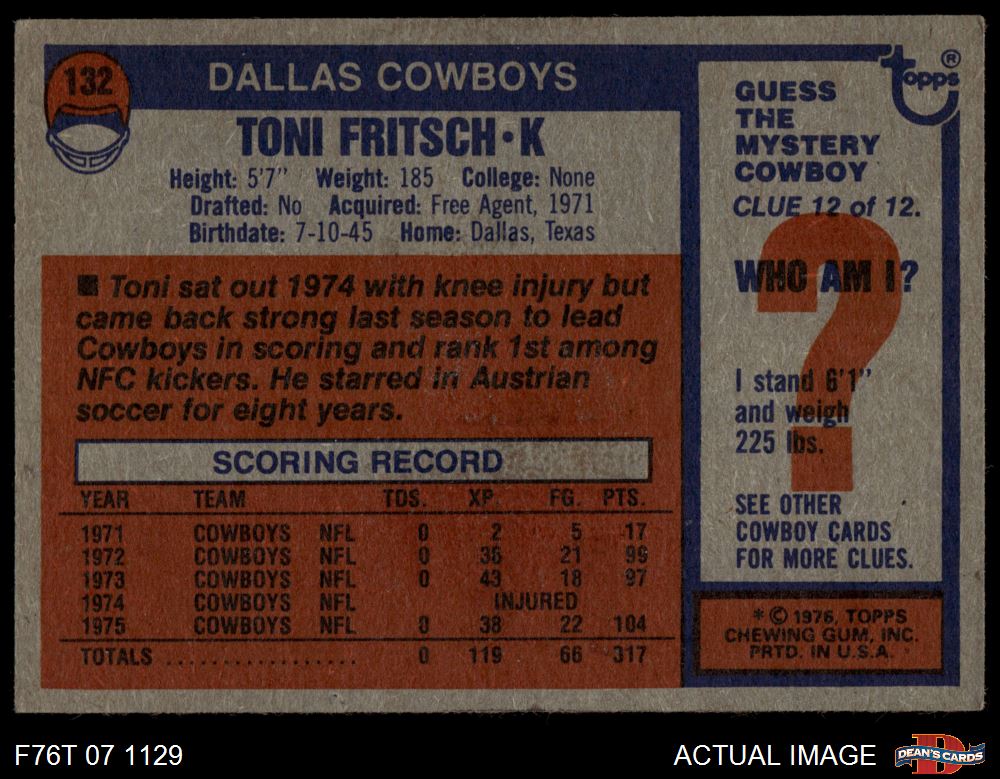 132
DALLAS COWBOYS
TONI FRITSCH • K
Height: 5'7" Weight: 185 College: None
Drafted: No Acquired: Free Agent, 1971
Birthdate: 7-10-45 Home: Dallas, Texas
■ Toni sat out 1974 with knee injury but
came back strong last season to lead
Cowboys in scoring and rank 1st among
NFC kickers. He starred in Austrian
soccer for eight years.
SCORING RECORD
YEAR TEAM TDS. XP. FG. PTS.
1971 COWBOYS NFL 0 2 5 17
1972 COWBOYS NFL 0 36 21 99
1973 COWBOYS NFL 0 43 18 97
1974 COWBOYS NFL INJURED
1975 COWBOYS NFL 0 38 22 104
TOTALS .................. 0 119 66 317
topps ®
GUESS
THE
MYSTERY
COWBOY
CLUE 12 of 12.
WHO AM I?
?
I stand 6'1"
and weigh
225 lbs.
SEE OTHER
COWBOY CARDS
FOR MORE CLUES.
* © 1976, TOPPS
CHEWING GUM, INC.
PRTD. IN U.S.A.
F76T 07 1129
ACTUAL IMAGE
D
DEAN'S CARDS